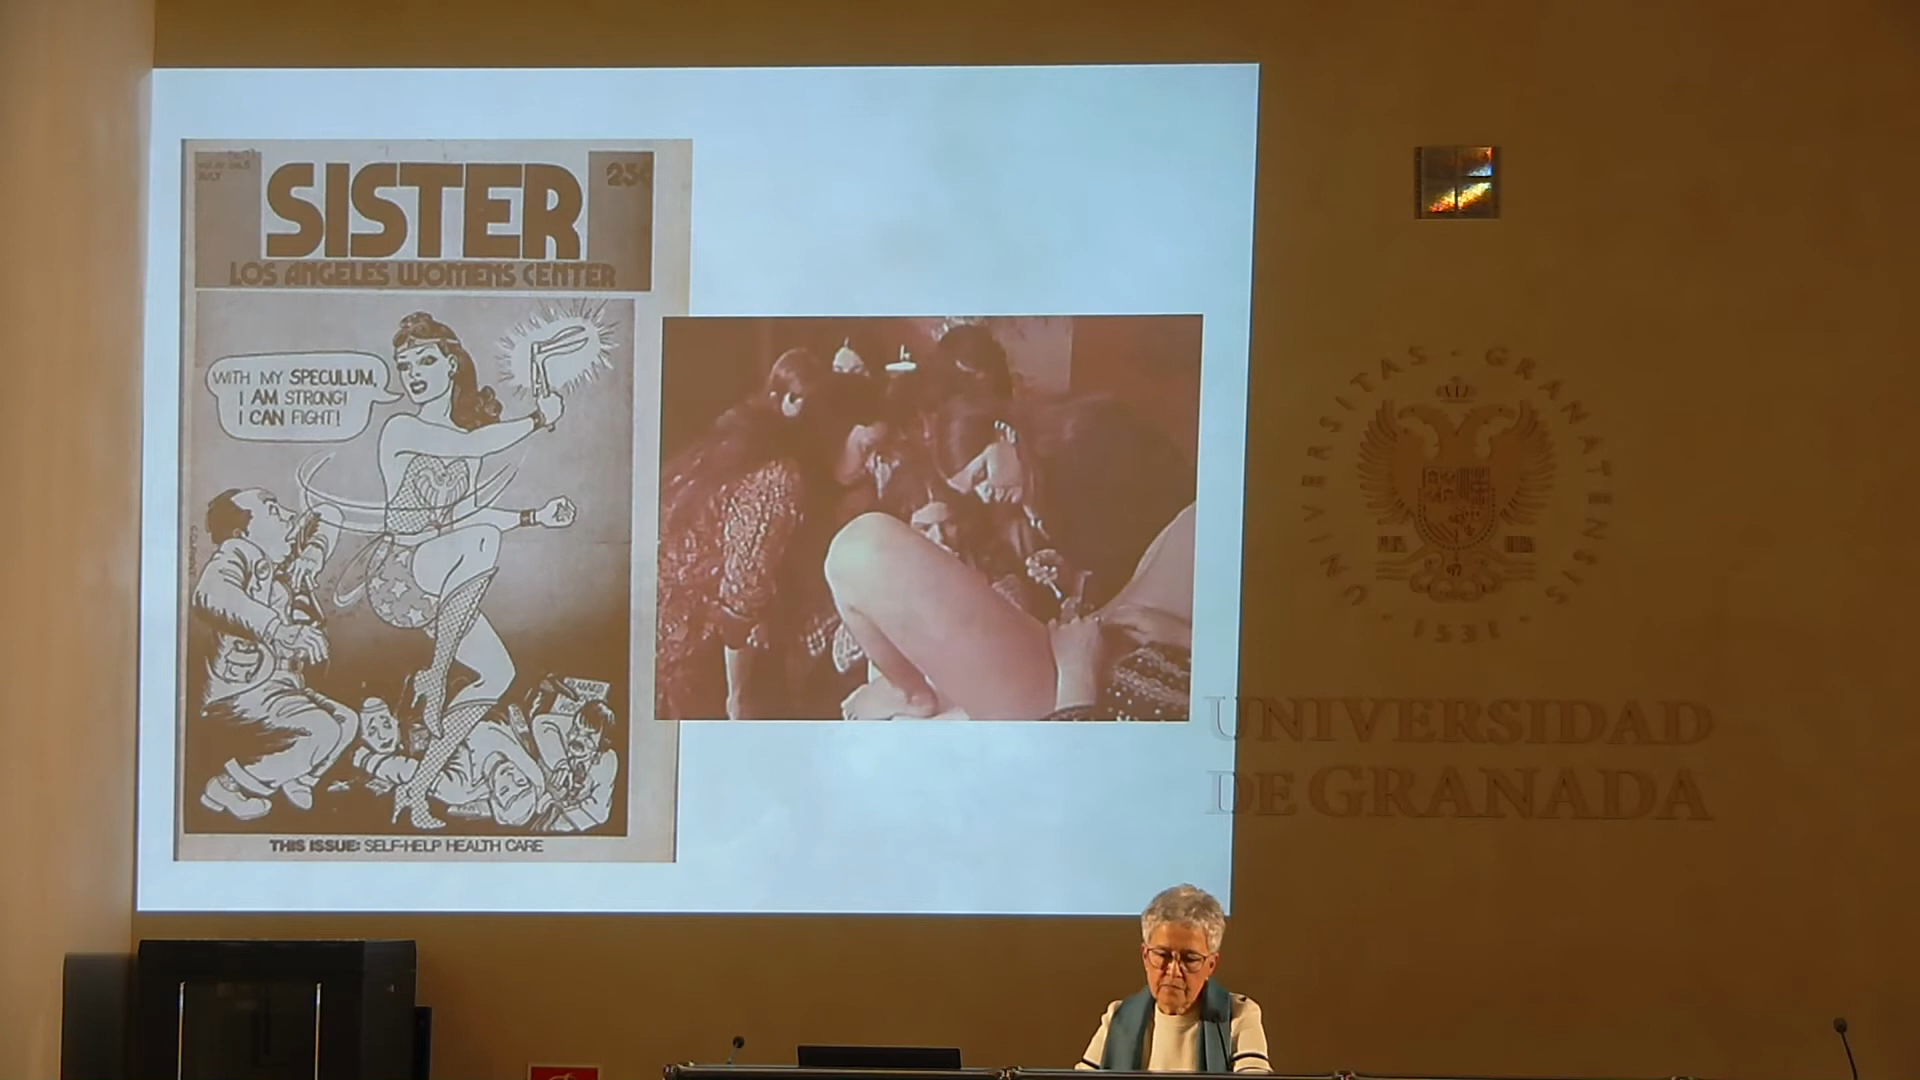 JULY
SISTER
25¢
LOS ANGELES WOMENS CENTER
WITH MY SPECULUM,
I AM STRONG!
I CAN FIGHT!
THIS ISSUE: SELF-HELP HEALTH CARE
UNIVERSITAS · GRANATENSIS
· 1531 ·
UNIVERSIDAD
DE GRANADA